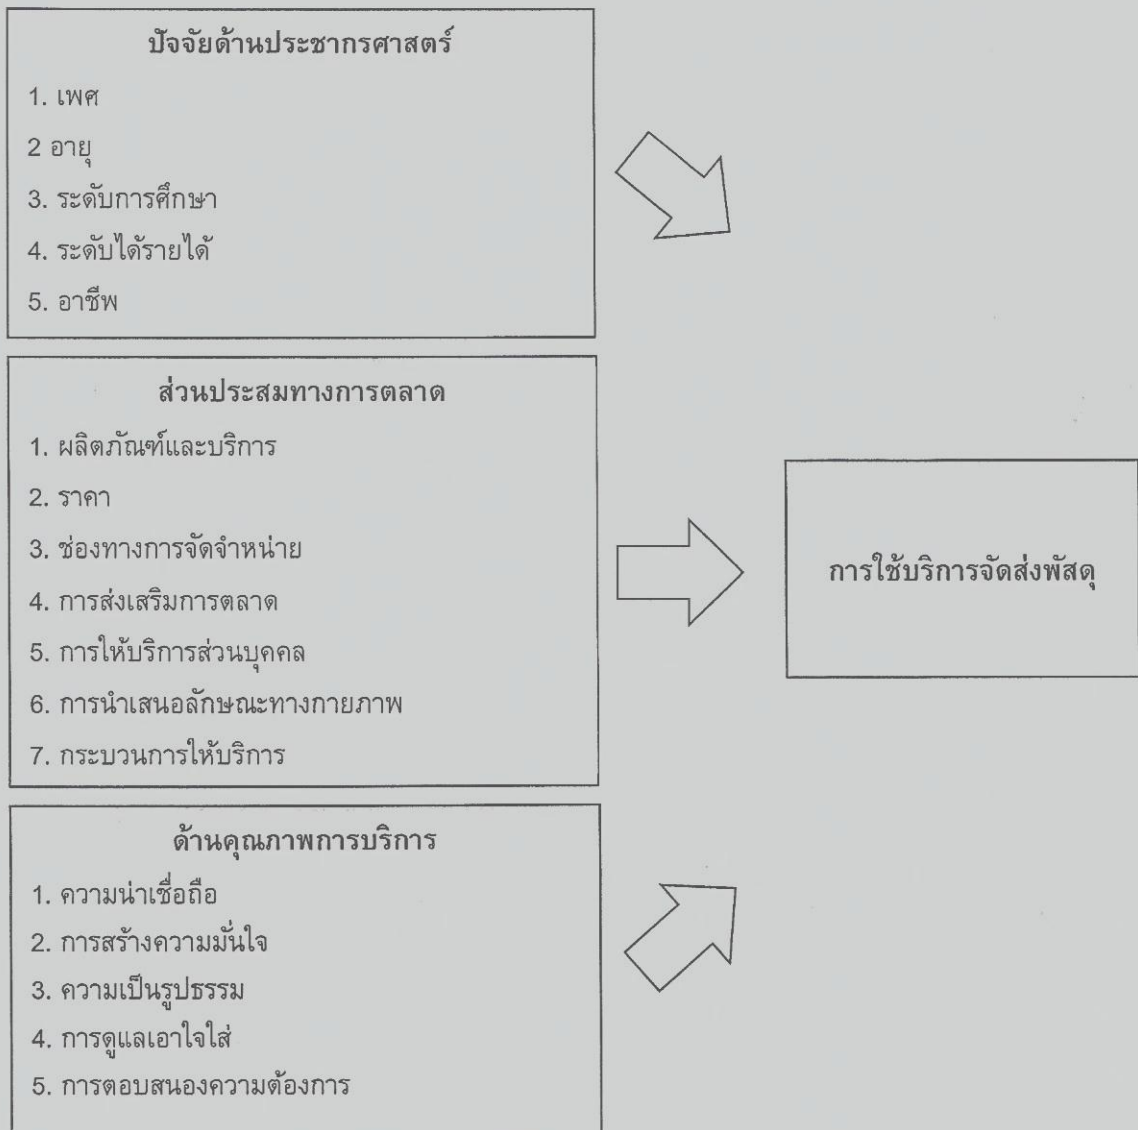 ปัจจัยด้านประชากรศาสตร์
1. เพศ
2 อายุ
3. ระดับการศึกษา
4. ระดับได้รายได้
5. อาชีพ
ส่วนประสมทางการตลาด
1. ผลิตภัณฑ์และบริการ
2. ราคา
3. ช่องทางการจัดจำหน่าย
4. การส่งเสริมการตลาด
5. การให้บริการส่วนบุคคล
6. การนำเสนอลักษณะทางกายภาพ
7. กระบวนการให้บริการ
การใช้บริการจัดส่งพัสดุ
ด้านคุณภาพการบริการ
1. ความน่าเชื่อถือ
2. การสร้างความมั่นใจ
3. ความเป็นรูปธรรม
4. การดูแลเอาใจใส่
5. การตอบสนองความต้องการ